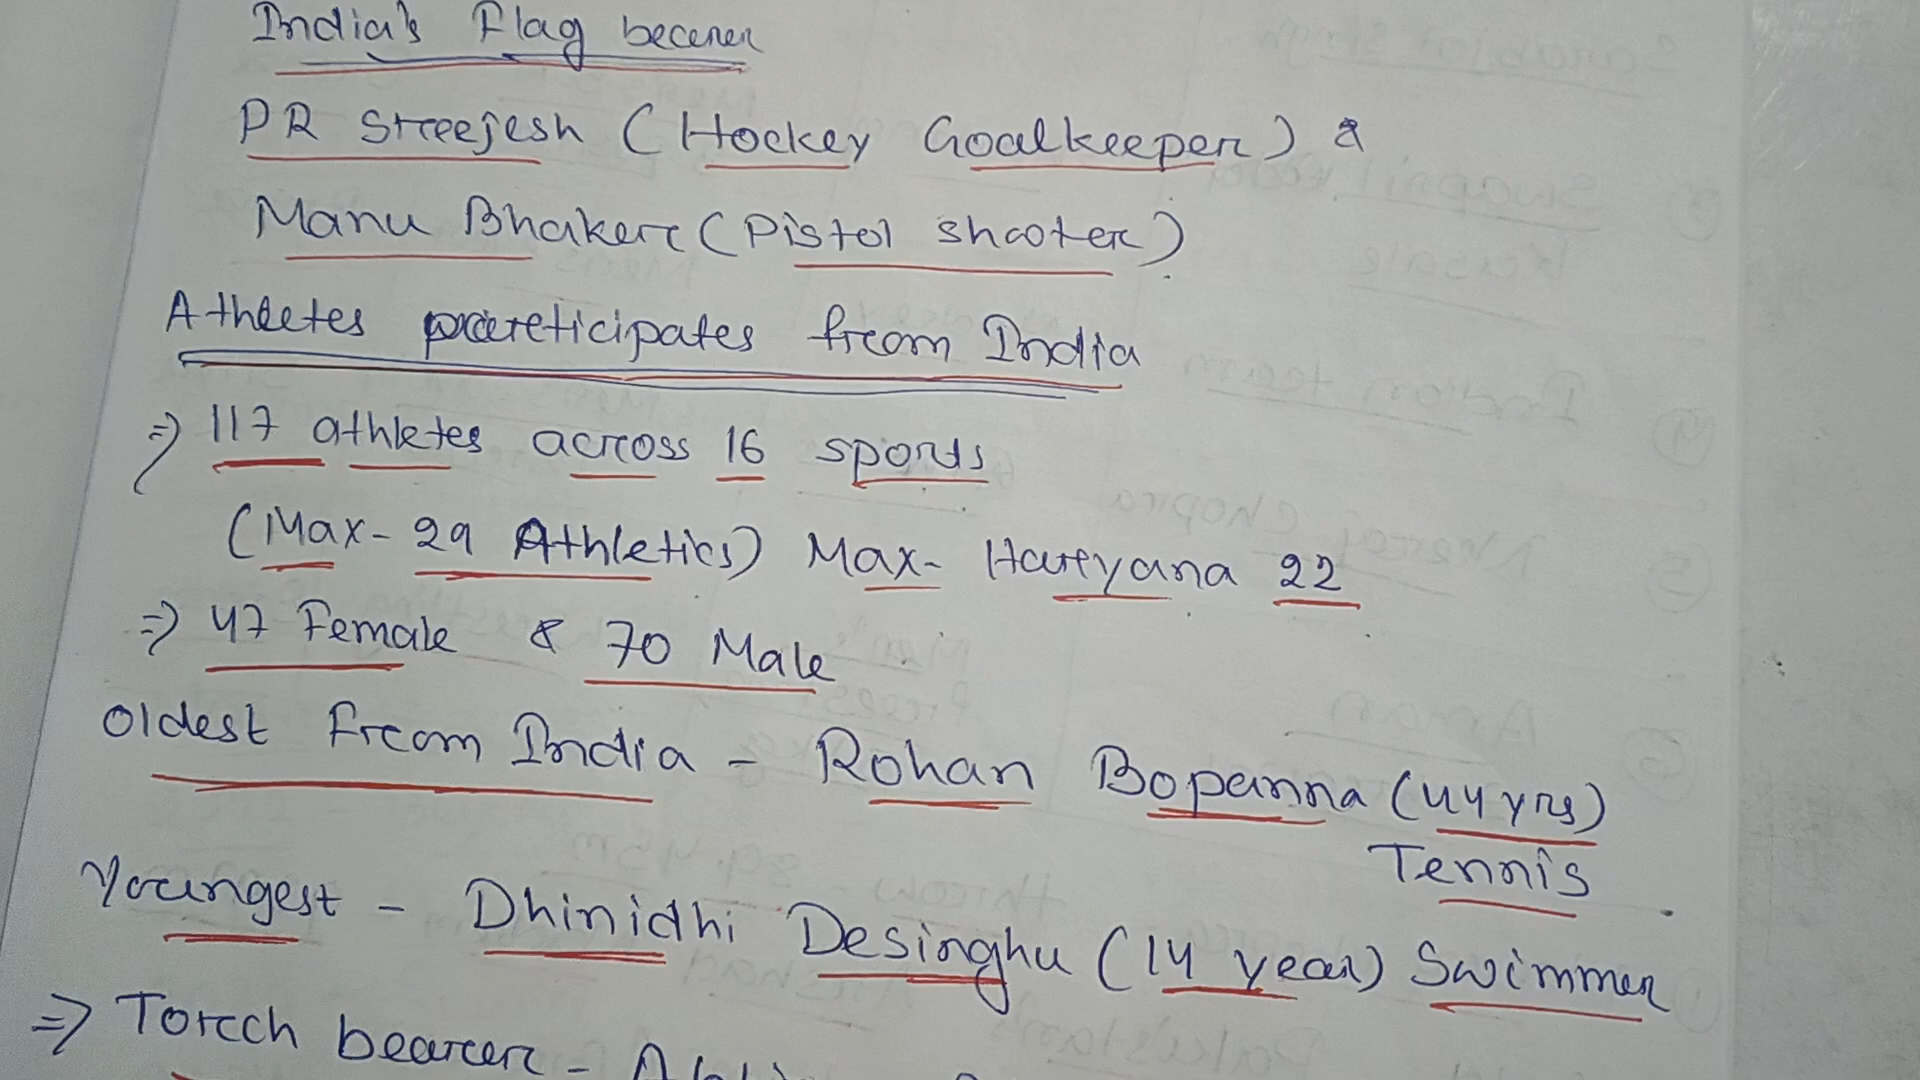 India's Flag bearer
PR Sreejesh (Hockey Goalkeeper) &
Manu Bhaker (Pistol shooter)
Athletes participates from India
⇒ 117 athletes across 16 sports
(Max- 29 Athletics) Max- Haryana 22
⇒ 47 Female & 70 Male
Oldest from India - Rohan Bopanna (44 yrs)
Tennis
Youngest - Dhinidhi Desinghu (14 year) Swimmer
⇒ Torch bearer -